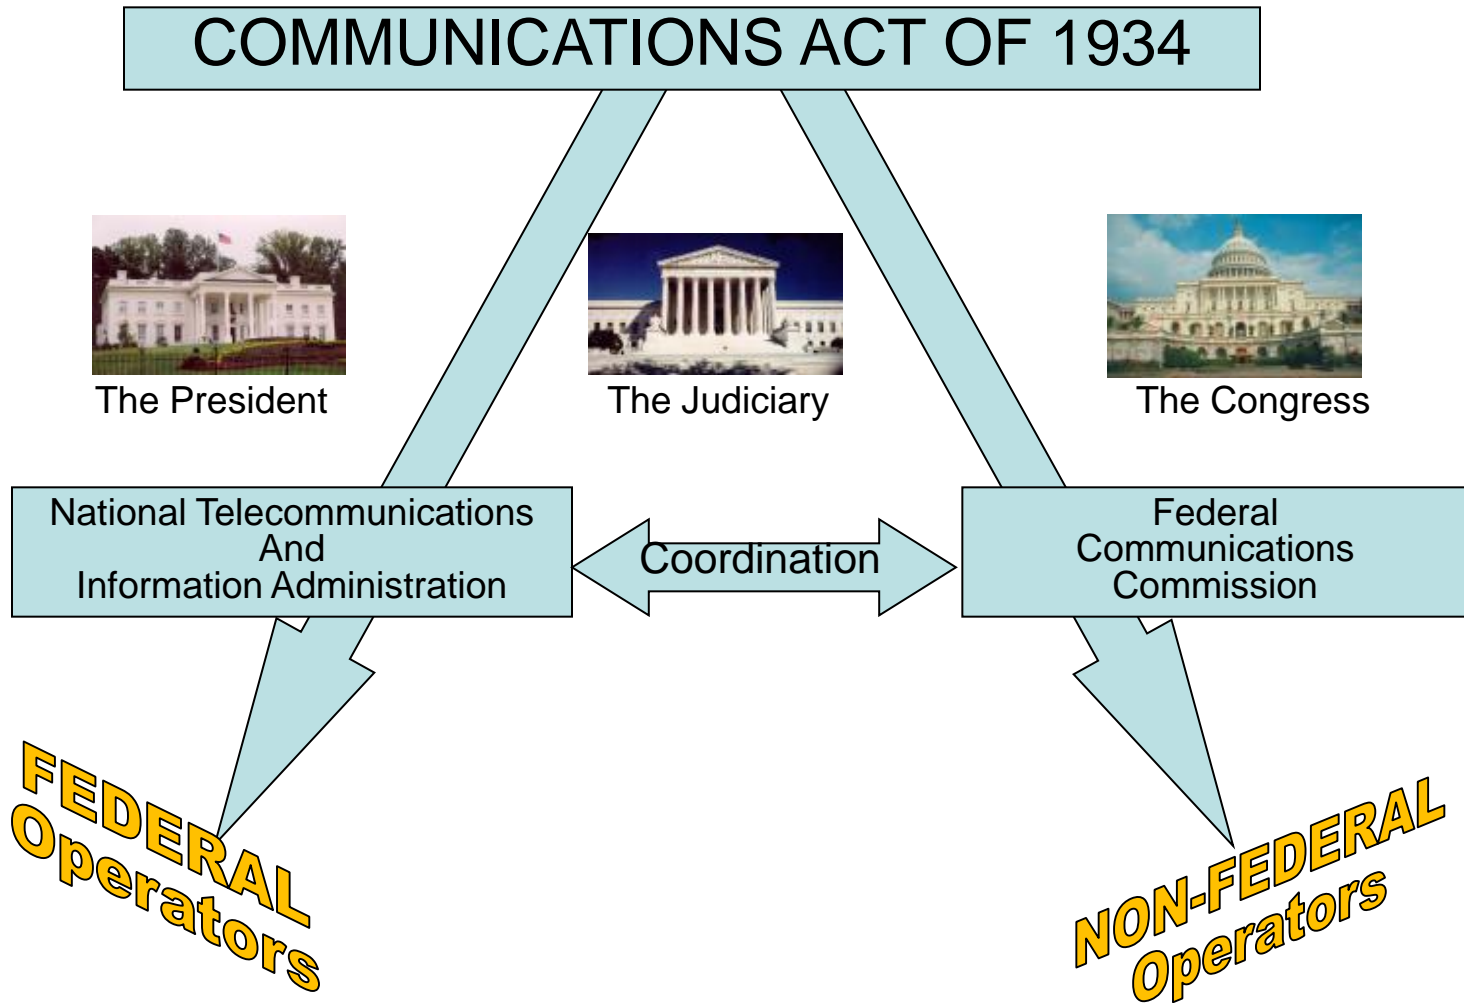 COMMUNICATIONS ACT OF 1934
The President
The Judiciary
The Congress
National Telecommunications
And
Information Administration
Coordination
Federal
Communications
Commission
FEDERAL
Operators
NON-FEDERAL
Operators